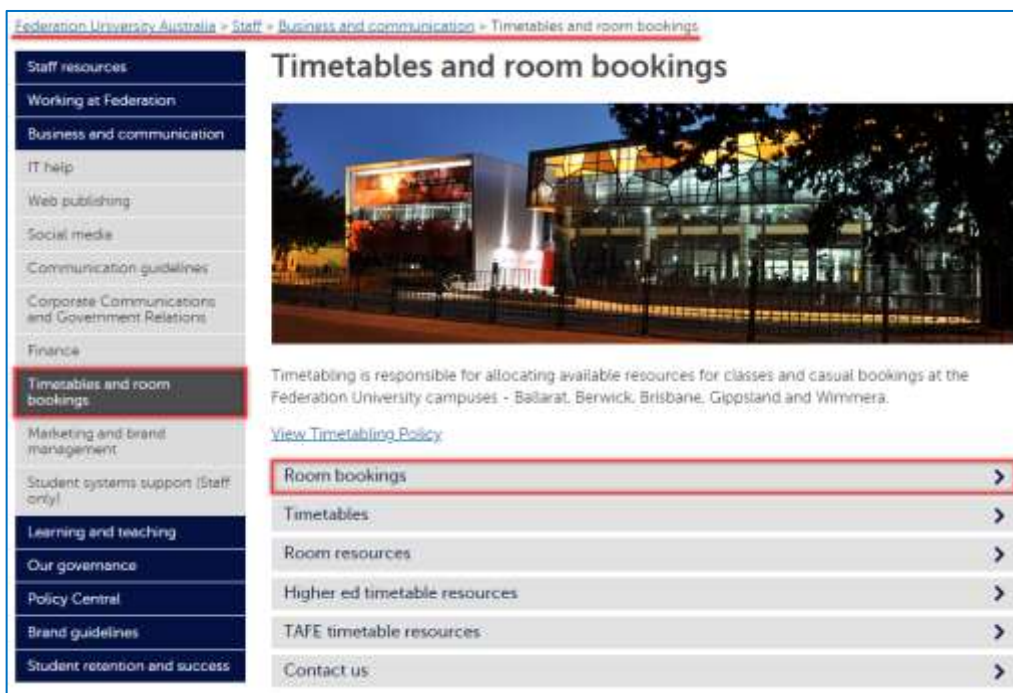 Federation University Australia > Staff > Business and communication > Timetables and room bookings
Staff resources
Working at Federation
Business and communication
IT help
Web publishing
Social media
Communication guidelines
Corporate Communications
and Government Relations
Finance
Timetables and room
bookings
Marketing and brand
management
Student systems support (Staff
only)
Learning and teaching
Our governance
Policy Central
Brand guidelines
Student retention and success
Timetables and room bookings
Timetabling is responsible for allocating available resources for classes and casual bookings at the
Federation University campuses - Ballarat, Berwick, Brisbane, Gippsland and Wimmera.
View Timetabling Policy
Room bookings
Timetables
Room resources
Higher ed timetable resources
TAFE timetable resources
Contact us